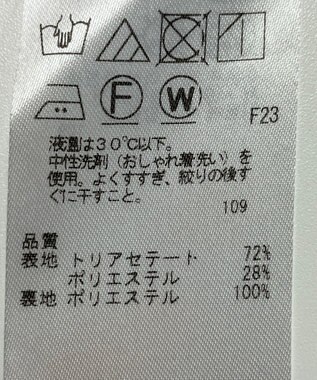 F W F23
液温は30℃以下。
中性洗剤（おしゃれ着洗い）を
使用。よくすすぎ、絞りの後す
ぐに干すこと。
109
品質
表地 トリアセテート 72%
ポリエステル 28%
裏地 ポリエステル 100%